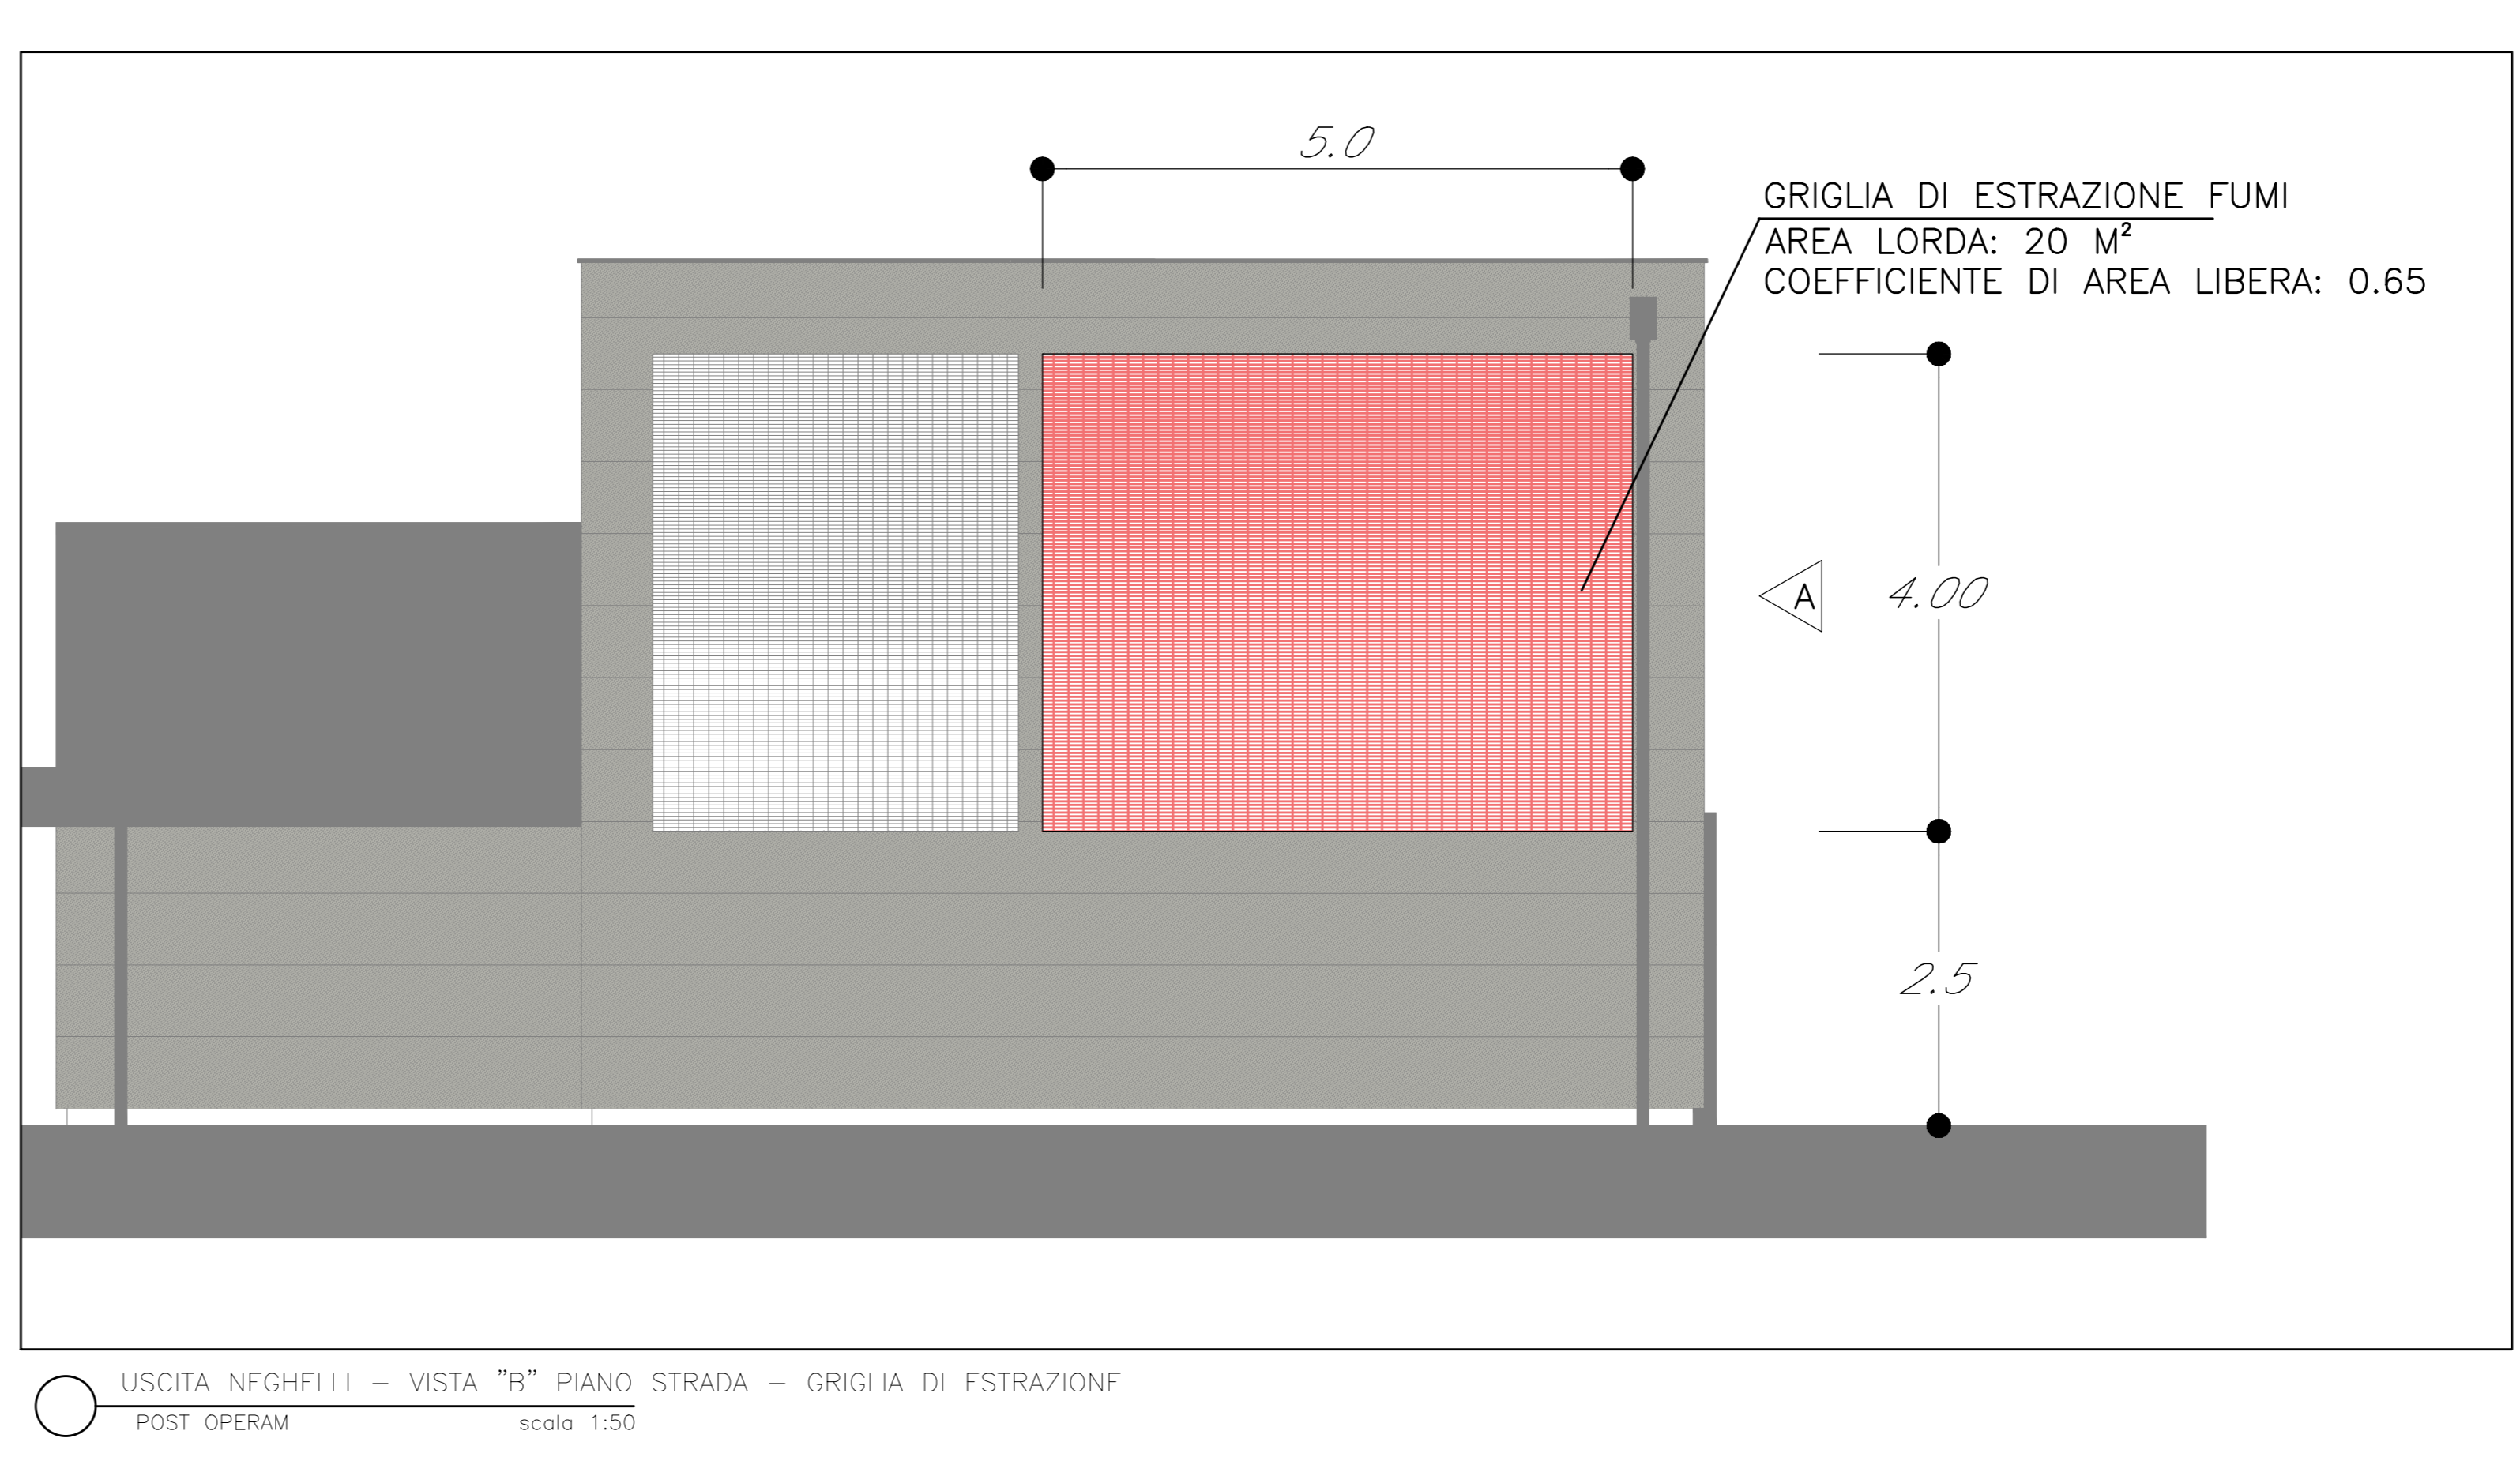 5.0
GRIGLIA DI ESTRAZIONE FUMI
AREA LORDA: 20 M²
COEFFICIENTE DI AREA LIBERA: 0.65
A
4.00
2.5
USCITA NEGHELLI – VISTA "B" PIANO STRADA – GRIGLIA DI ESTRAZIONE
POST OPERAM scala 1:50